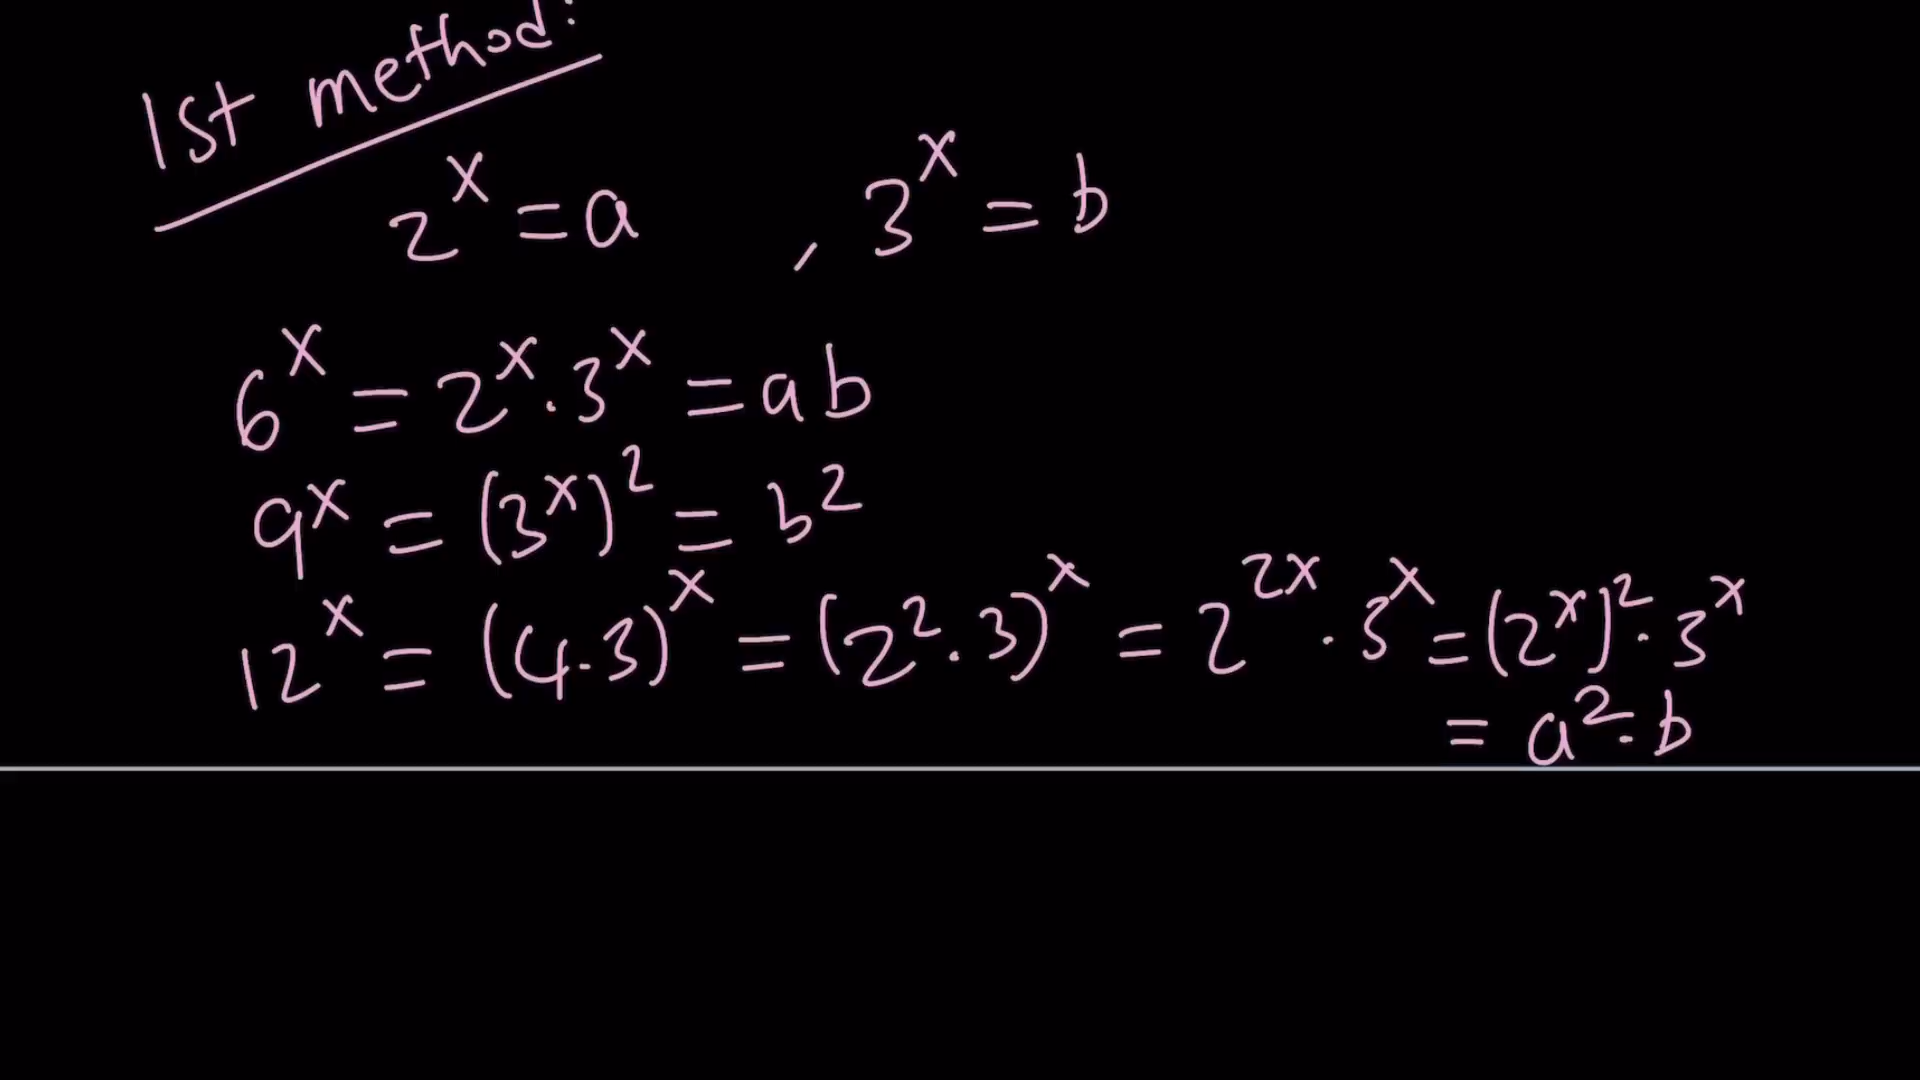 1st method:
2^x = a , 3^x = b
6^x = 2^x · 3^x = ab
9^x = (3^x)^2 = b^2
12^x = (4·3)^x = (2^2 · 3)^x = 2^{2x} · 3^x = (2^x)^2 · 3^x
= a^2 · b